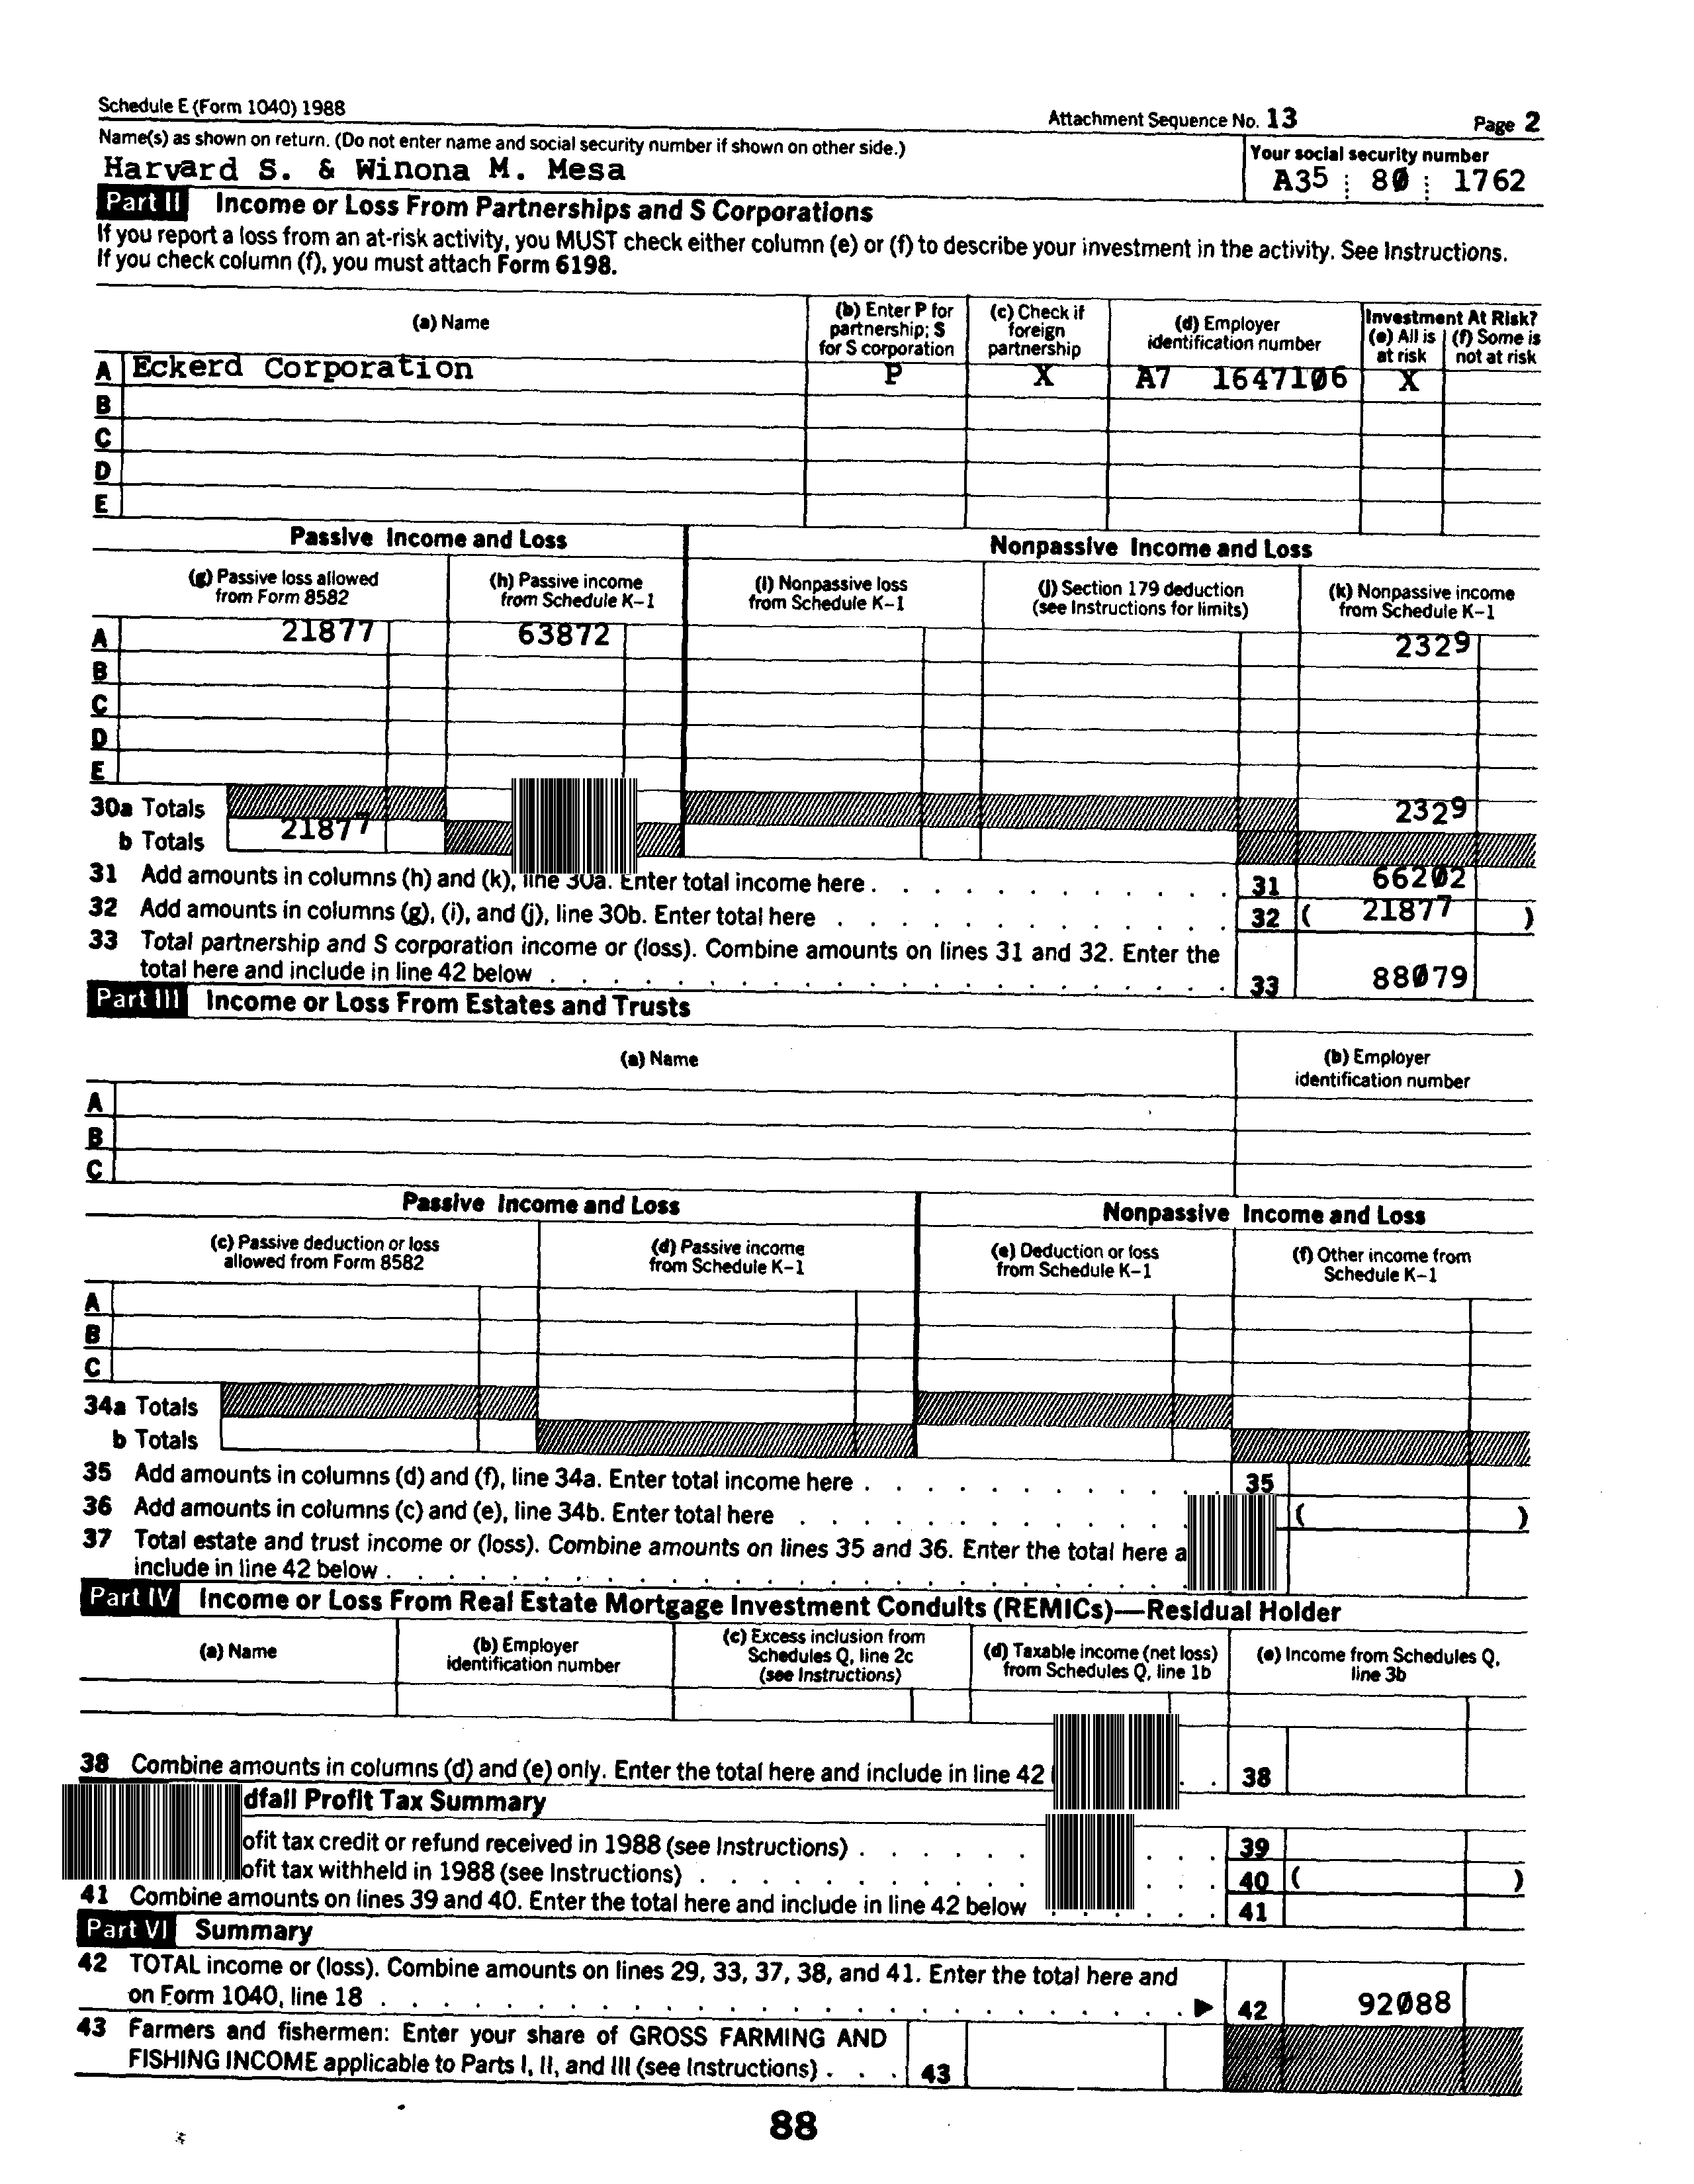 Schedule E (Form 1040) 1988 Attachment Sequence No. 13 Page 2
Name(s) as shown on return. (Do not enter name and social security number if shown on other side.) Your social security number
Harvard S. & Winona M. Mesa A35 80 1762
Part II Income or Loss From Partnerships and S Corporations
If you report a loss from an at-risk activity, you MUST check either column (e) or (f) to describe your investment in the activity. See Instructions.
If you check column (f), you must attach Form 6198.
(a) Name (b) Enter P for partnership; S for S corporation (c) Check if foreign partnership (d) Employer identification number Investment At Risk? (e) All is at risk (f) Some is not at risk
A Eckerd Corporation P X A7 1647106 X
B
C
D
E
Passive Income and Loss Nonpassive Income and Loss
(g) Passive loss allowed from Form 8582 (h) Passive income from Schedule K-1 (i) Nonpassive loss from Schedule K-1 (j) Section 179 deduction (see Instructions for limits) (k) Nonpassive income from Schedule K-1
A 21877 63872 2329
B
C
D
E
30a Totals 2329
b Totals 21877
31 Add amounts in columns (h) and (k), line 30a. Enter total income here . 31 66202
32 Add amounts in columns (g), (i), and (j), line 30b. Enter total here 32 ( 21877 )
33 Total partnership and S corporation income or (loss). Combine amounts on lines 31 and 32. Enter the
total here and include in line 42 below 33 88079
Part III Income or Loss From Estates and Trusts
(a) Name (b) Employer identification number
A
B
C
Passive Income and Loss Nonpassive Income and Loss
(c) Passive deduction or loss allowed from Form 8582 (d) Passive income from Schedule K-1 (e) Deduction or loss from Schedule K-1 (f) Other income from Schedule K-1
A
B
C
34a Totals
b Totals
35 Add amounts in columns (d) and (f), line 34a. Enter total income here . 35
36 Add amounts in columns (c) and (e), line 34b. Enter total here ( )
37 Total estate and trust income or (loss). Combine amounts on lines 35 and 36. Enter the total here
include in line 42 below .
Part IV Income or Loss From Real Estate Mortgage Investment Conduits (REMICs)—Residual Holder
(a) Name (b) Employer identification number (c) Excess inclusion from Schedules Q, line 2c (see Instructions) (d) Taxable income (net loss) from Schedules Q, line 1b (e) Income from Schedules Q, line 3b
38 Combine amounts in columns (d) and (e) only. Enter the total here and include in line 42 38
dfall Profit Tax Summary
ofit tax credit or refund received in 1988 (see Instructions) . 39
ofit tax withheld in 1988 (see Instructions) . 40 ( )
41 Combine amounts on lines 39 and 40. Enter the total here and include in line 42 below 41
Part VI Summary
42 TOTAL income or (loss). Combine amounts on lines 29, 33, 37, 38, and 41. Enter the total here and
on Form 1040, line 18 . 42 92088
43 Farmers and fishermen: Enter your share of GROSS FARMING AND
FISHING INCOME applicable to Parts I, II, and III (see Instructions) . 43
88